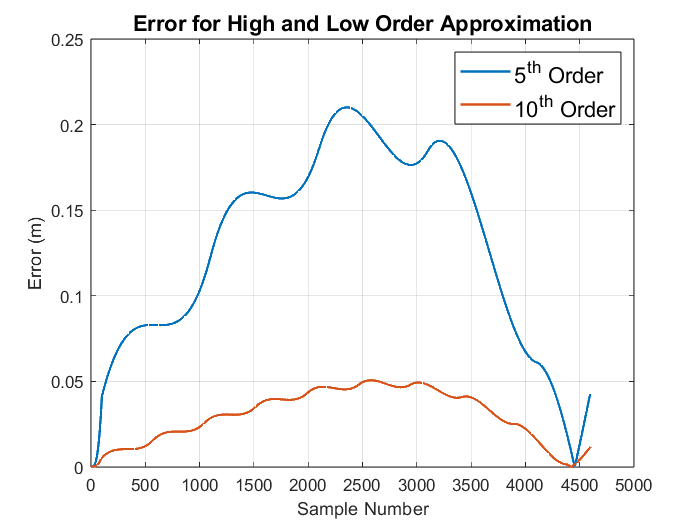 Error for High and Low Order Approximation
0.25
0.2
0.15
0.1
0.05
0
Error (m)
5th Order
10th Order
0 500 1000 1500 2000 2500 3000 3500 4000 4500 5000
Sample Number